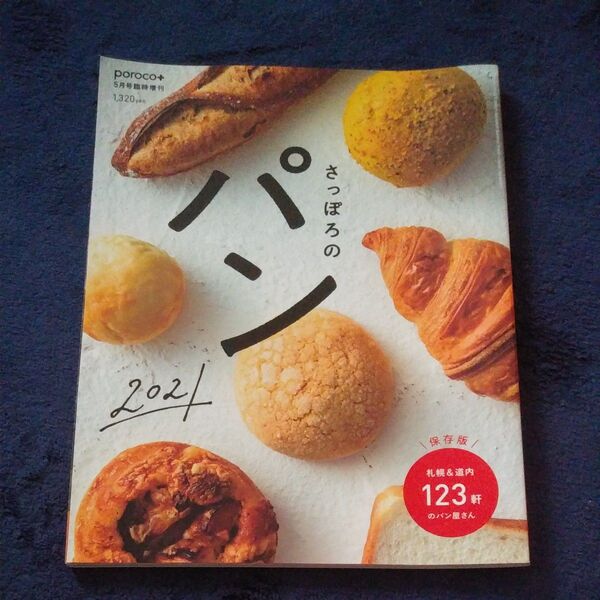 poroco+
5月号臨時増刊
1,320
さっぽろの
パン
2021
保存版
札幌&道内
123軒
のパン屋さん